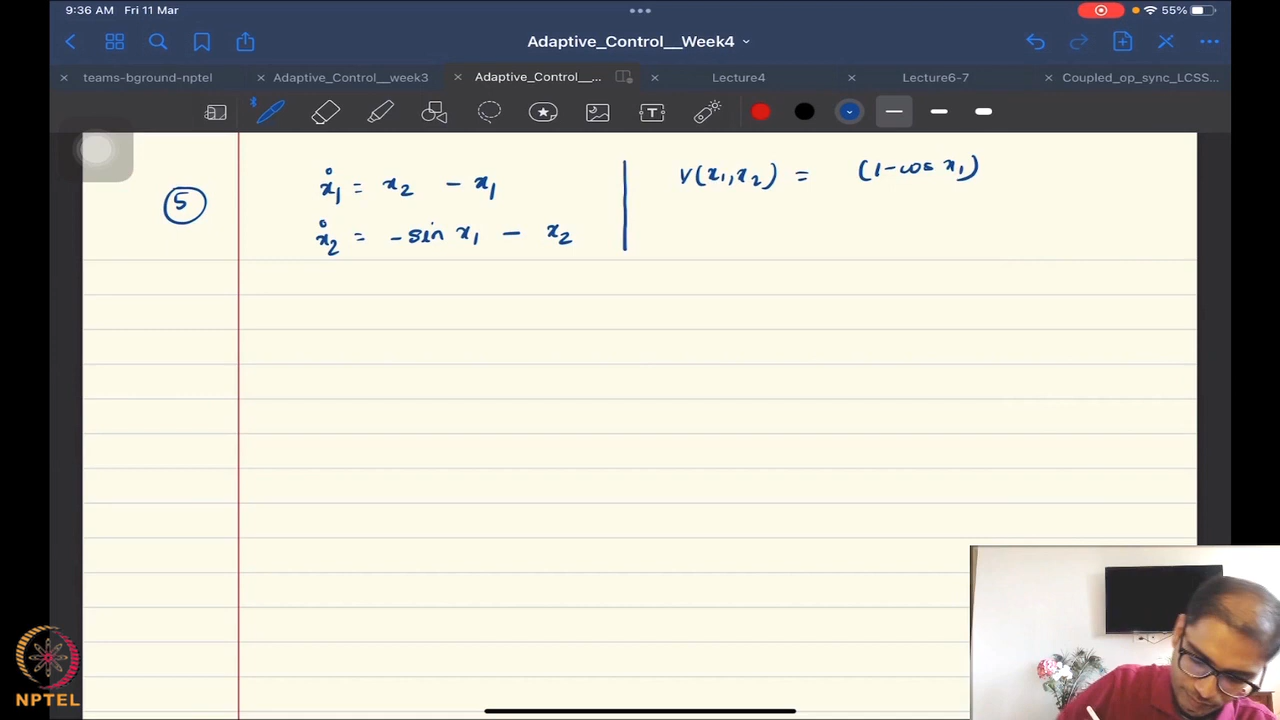 9:36 AM Fri 11 Mar
55%
Adaptive_Control__Week4
teams-bground-nptel
Adaptive_Control__week3
Adaptive_Control__...
Lecture4
Lecture6-7
Coupled_op_sync_LCSS...
5
ẋ₁ = x₂ - x₁
ẋ₂ = -sin x₁ - x₂
V(x₁,x₂) = (1-cos x₁)
NPTEL